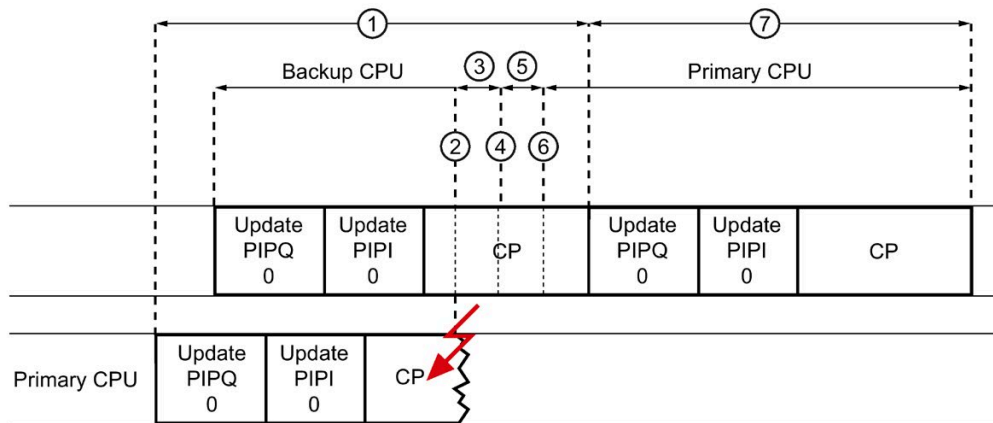 ① ⑦
Backup CPU ③ ⑤ Primary CPU
② ④ ⑥
Update Update Update Update
PIPQ PIPI CP PIPQ PIPI CP
0 0 0 0
Update Update
Primary CPU PIPQ PIPI CP
0 0